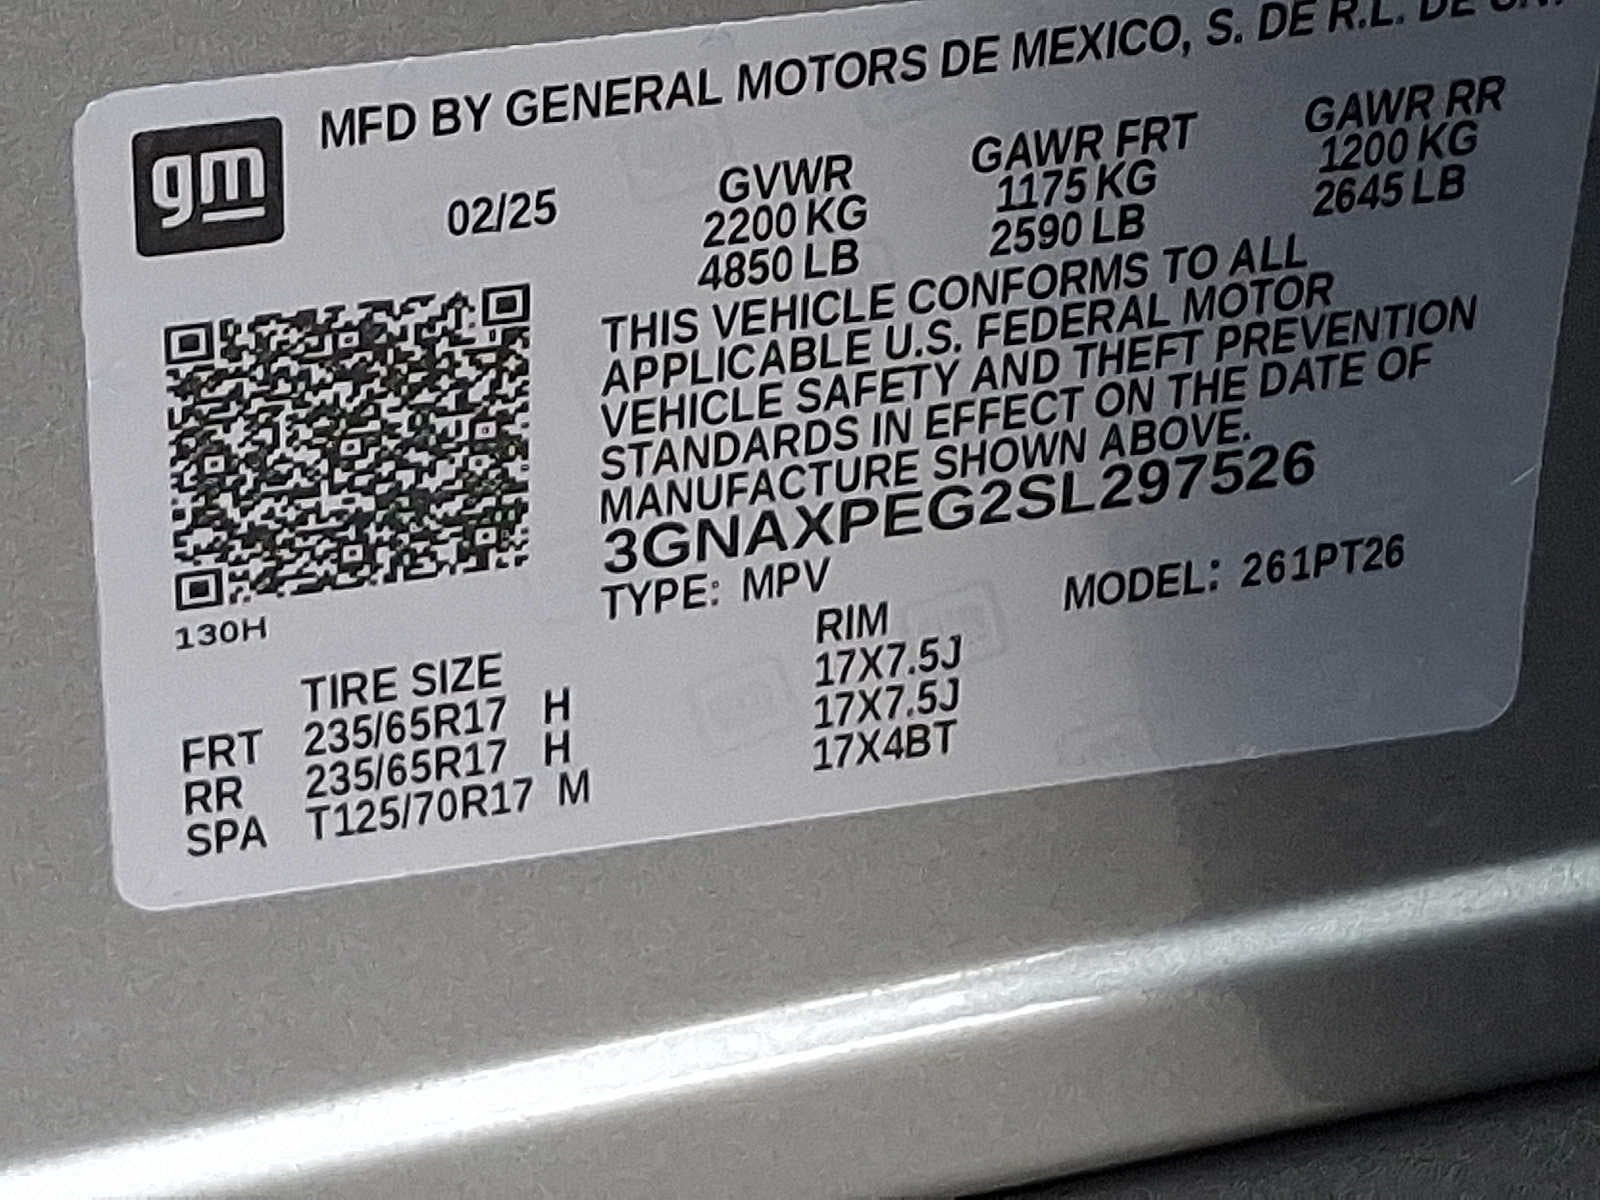 MFD BY GENERAL MOTORS DE MEXICO, S. DE R.L. DE
gm
02/25
GVWR GAWR FRT GAWR RR
2200 KG 1175 KG 1200 KG
4850 LB 2590 LB 2645 LB
THIS VEHICLE CONFORMS TO ALL
APPLICABLE U.S. FEDERAL MOTOR
VEHICLE SAFETY AND THEFT PREVENTION
STANDARDS IN EFFECT ON THE DATE OF
MANUFACTURE SHOWN ABOVE.
3GNAXPEG2SL297526
TYPE: MPV MODEL: 261PT26
130H
TIRE SIZE RIM
FRT 235/65R17 H 17X7.5J
RR 235/65R17 H 17X7.5J
SPA T125/70R17 M 17X4BT